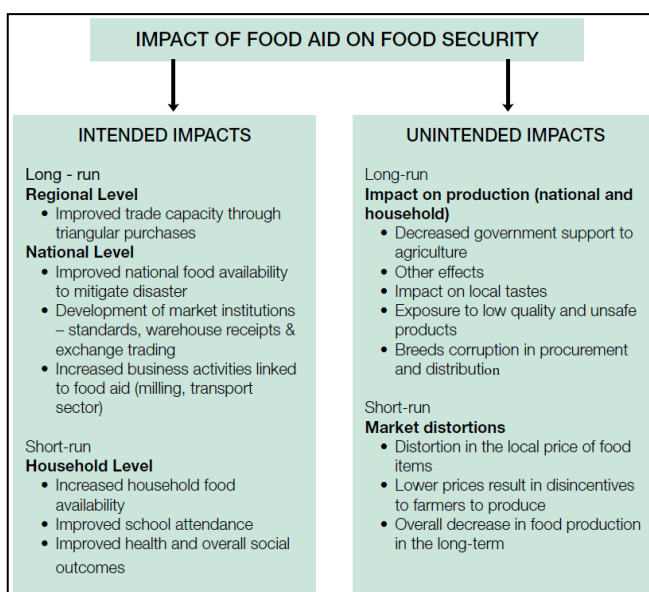 IMPACT OF FOOD AID ON FOOD SECURITY
INTENDED IMPACTS
Long - run
Regional Level
• Improved trade capacity through
triangular purchases
National Level
• Improved national food availability
to mitigate disaster
• Development of market institutions
– standards, warehouse receipts &
exchange trading
• Increased business activities linked
to food aid (milling, transport
sector)
Short-run
Household Level
• Increased household food
availability
• Improved school attendance
• Improved health and overall social
outcomes
UNINTENDED IMPACTS
Long-run
Impact on production (national and
household)
• Decreased government support to
agriculture
• Other effects
• Impact on local tastes
• Exposure to low quality and unsafe
products
• Breeds corruption in procurement
and distribution
Short-run
Market distortions
• Distortion in the local price of food
items
• Lower prices result in disincentives
to farmers to produce
• Overall decrease in food production
in the long-term